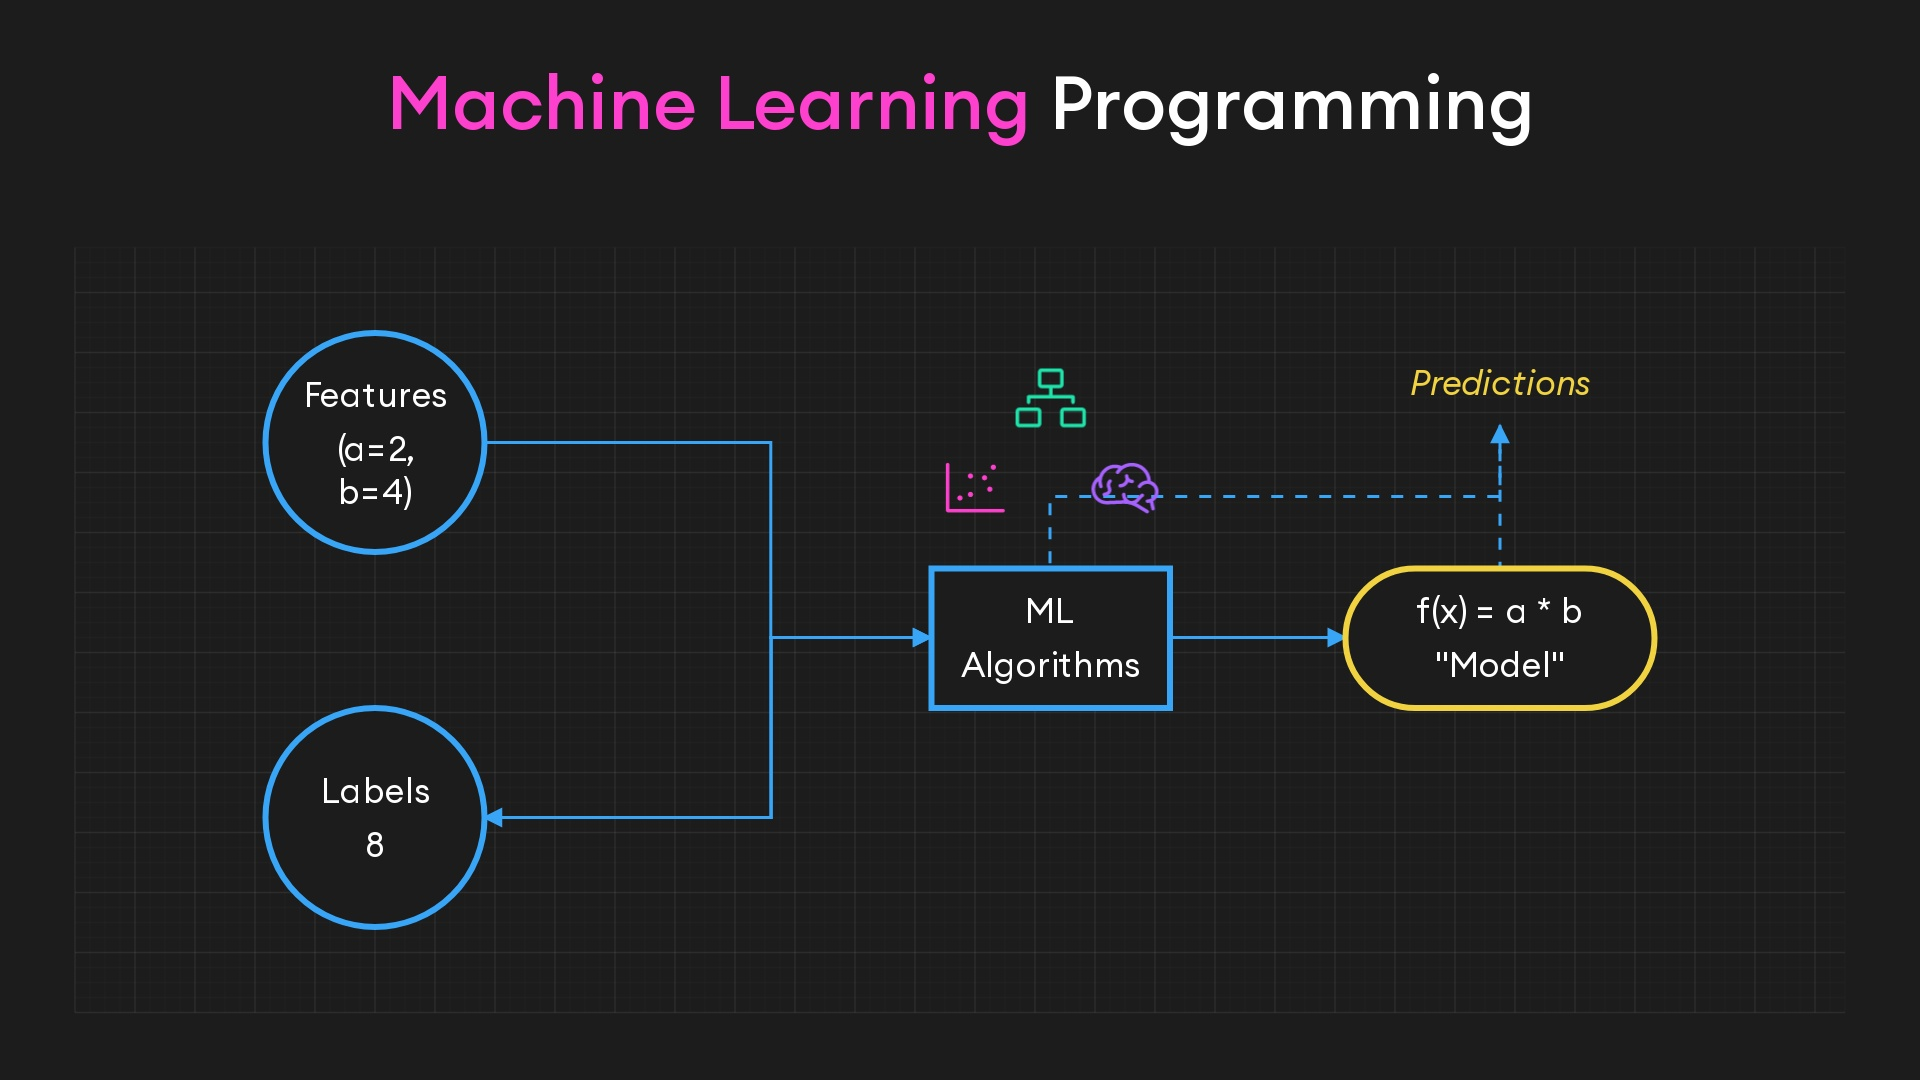 Machine Learning Programming
Features
(a=2,
b=4)
Labels
8
ML
Algorithms
Predictions
f(x) = a * b
"Model"